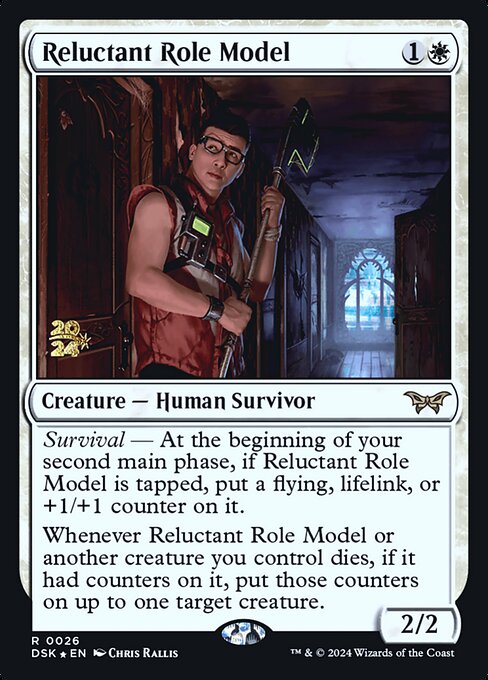 Reluctant Role Model 1
2024
Creature — Human Survivor
Survival — At the beginning of your
second main phase, if Reluctant Role
Model is tapped, put a flying, lifelink, or
+1/+1 counter on it.
Whenever Reluctant Role Model or
another creature you control dies, if it
had counters on it, put those counters
on up to one target creature.
2/2
R 0026
DSK ★ EN Chris Rallis
™ & © 2024 Wizards of the Coast